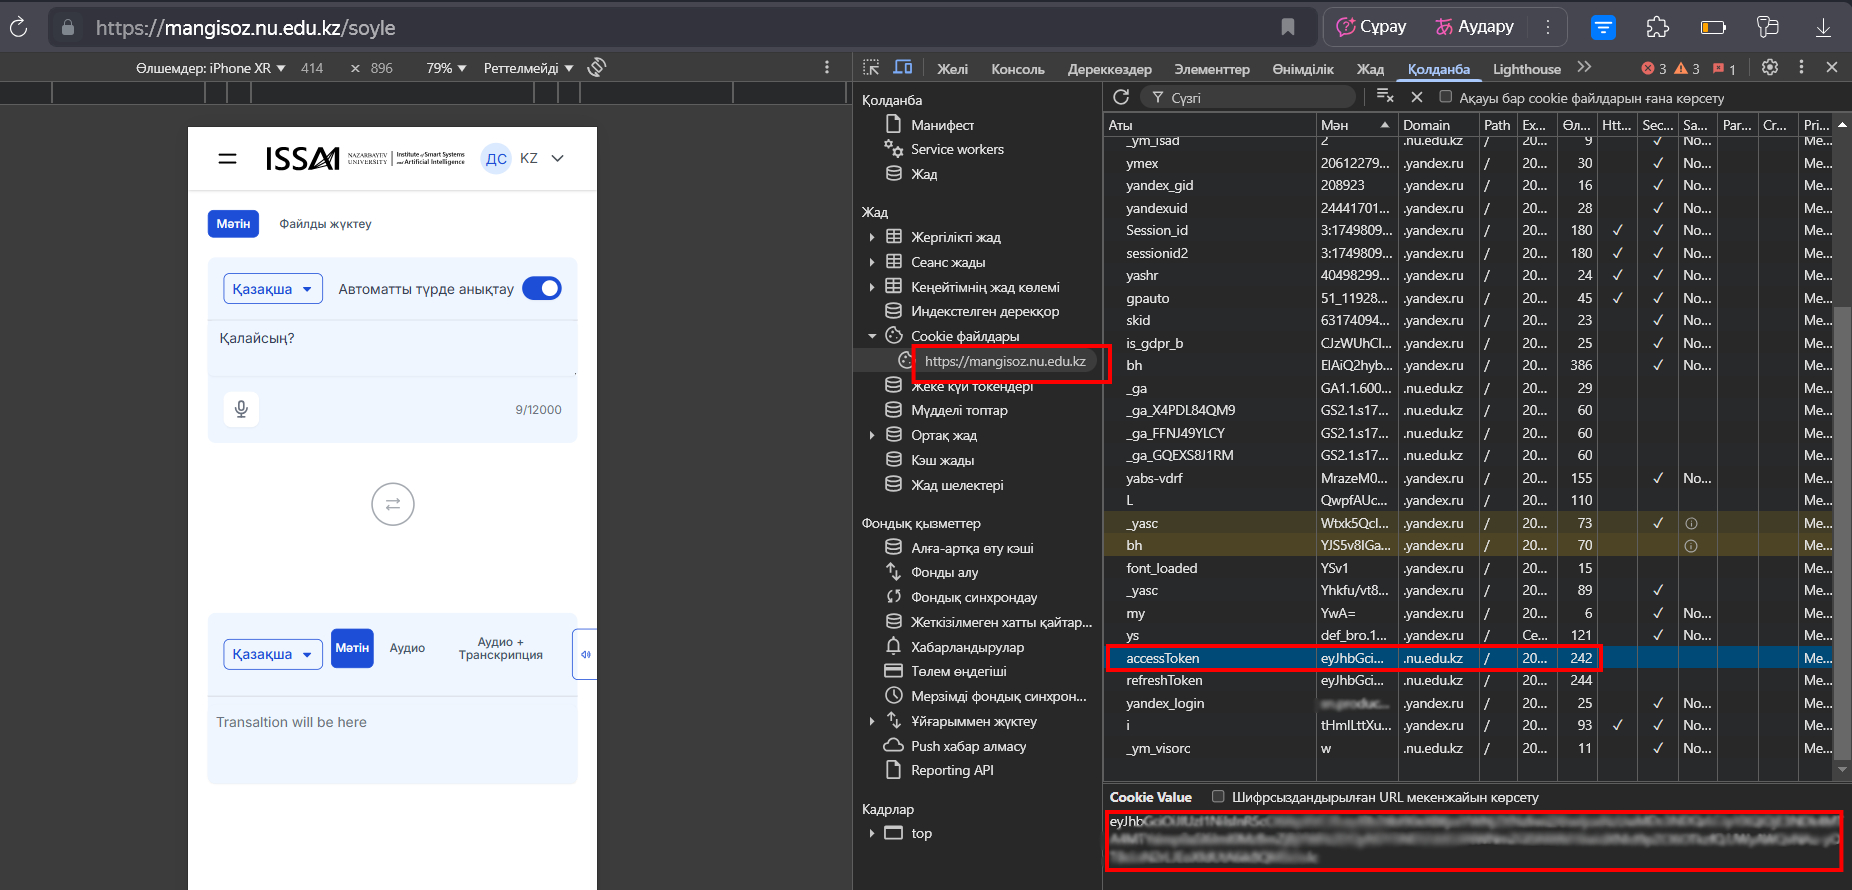 https://mangisoz.nu.edu.kz/soyle
Сұрау
Аудару
Өлшемдер: iPhone XR 414 × 896 79% Реттелмейді
Желі Консоль Дереккөздер Элементтер Өнімділік Жад Қолданба Lighthouse 3 3 1
Сүзгі
Ақауы бар cookie файлдарын ғана көрсету
ISSAI
NAZARBAYEV UNIVERSITY
Institute of Smart Systems and Artificial Intelligence
ДС KZ
Мәтін Файлды жүктеу
Қазақша Автоматты түрде анықтау
Қалайсың?
9/12000
Қазақша Мәтін Аудио Аудио + Транскрипция
Transaltion will be here
Қолданба
Манифест
Service workers
Жад
Жад
Жергілікті жад
Сеанс жады
Кеңейтімнің жад көлемі
Индекстелген дерекқор
Cookie файлдары
https://mangisoz.nu.edu.kz
Жеке күй токендері
Мүдделі топтар
Ортақ жад
Кэш жады
Жад шелектері
Фондық қызметтер
Алға-артқа өту кэші
Фонды алу
Фондық синхрондау
Жеткізілмеген хатты қайтар...
Хабарландырулар
Төлем өңдегіші
Мерзімді фондық синхрон...
Ұйғарыммен жүктеу
Push хабар алмасу
Reporting API
Кадрлар
top
Аты Мән Domain Path Ex... Өл... Htt... Sec... Sa... Par... Cr... Pri...
_ym_isad 2 .nu.edu.kz / 20... 9 ✓ No... Me...
ymex 20612279... .yandex.ru / 20... 30 ✓ No... Me...
yandex_gid 208923 .yandex.ru / 20... 16 ✓ No... Me...
yandexuid 24441701... .yandex.ru / 20... 28 ✓ No... Me...
Session_id 3:1749809... .yandex.ru / 20... 180 ✓ ✓ No... Me...
sessionid2 3:1749809... .yandex.ru / 20... 180 ✓ ✓ No... Me...
yashr 40498299... .yandex.ru / 20... 24 ✓ ✓ No... Me...
gpauto 51_11928... .yandex.ru / 20... 45 ✓ ✓ No... Me...
skid 63174094... .yandex.ru / 20... 23 ✓ No... Me...
is_gdpr_b CJzWUhCI... .yandex.ru / 20... 25 ✓ No... Me...
bh EIAiQ2hyb... .yandex.ru / 20... 386 ✓ No... Me...
_ga GA1.1.600... .nu.edu.kz / 20... 29 Me...
_ga_X4PDL84QM9 GS2.1.s17... .nu.edu.kz / 20... 60 Me...
_ga_FFNJ49YLCY GS2.1.s17... .nu.edu.kz / 20... 60 Me...
_ga_GQEXS8J1RM GS2.1.s17... .nu.edu.kz / 20... 60 Me...
yabs-vdrf MrazeM0... .yandex.ru / 20... 155 ✓ No... Me...
L QwpfAUc... .yandex.ru / 20... 110 Me...
_yasc Wtxk5QcI... .yandex.ru / 20... 73 ✓ Me...
bh YJS5v8IGa... .yandex.ru / 20... 70 Me...
font_loaded YSv1 .yandex.ru / 20... 15 Me...
_yasc Yhkfu/vt8... .yandex.ru / 20... 89 ✓ Me...
my YwA= .yandex.ru / 20... 6 ✓ No... Me...
ys def_bro.1... .yandex.ru / Се... 121 ✓ No... Me...
accessToken eyJhbGci... .nu.edu.kz / 20... 242 Me...
refreshToken eyJhbGci... .nu.edu.kz / 20... 244 Me...
yandex_login .yandex.ru / 20... 25 ✓ No... Me...
i tHmILttXu... .yandex.ru / 20... 93 ✓ ✓ No... Me...
_ym_visorc w .nu.edu.kz / 20... 11 ✓ No... Me...
Cookie Value Шифрсыздандырылған URL мекенжайын көрсету
eyJhb